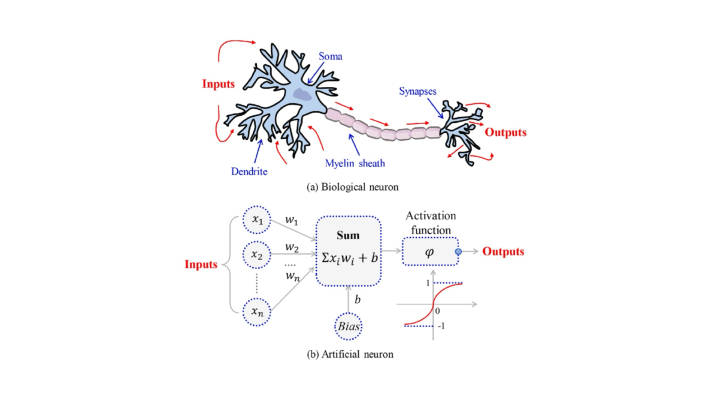 Soma
Inputs
Synapses
Outputs
Dendrite
Myelin sheath
(a) Biological neuron
x₁
w₁
Activation
function
Sum
x₂
w₂
Σxᵢwᵢ + b
φ
Outputs
Inputs
....
wₙ
1
b
0
xₙ
Bias
-1
(b) Artificial neuron